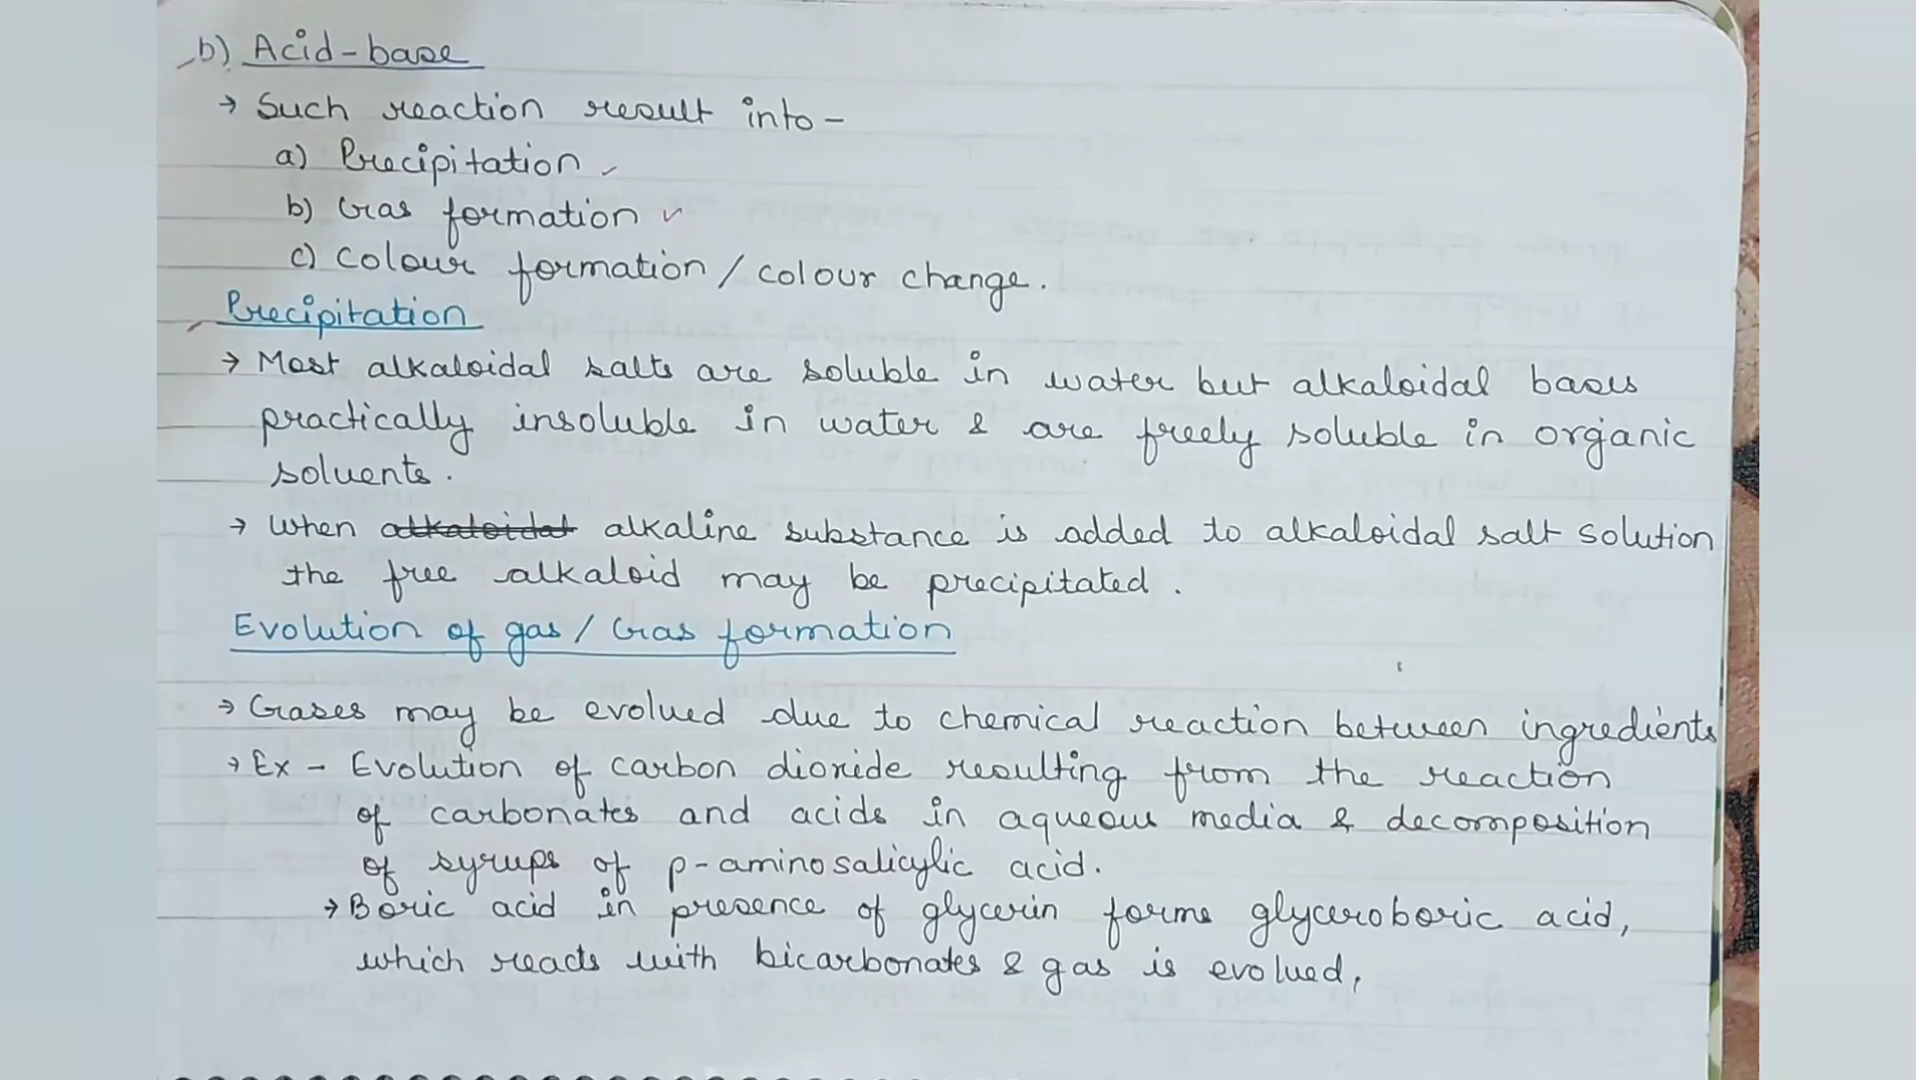 b) Acid-base
→ Such reaction result into -
a) Precipitation ✓
b) Gas formation ✓
c) Colour formation / colour change.
Precipitation
→ Most alkaloidal salts are soluble in water but alkaloidal bases
practically insoluble in water & are freely soluble in organic
solvents.
→ When alkaloidal alkaline substance is added to alkaloidal salt solution
the free alkaloid may be precipitated.
Evolution of gas / Gas formation
→ Gases may be evolved due to chemical reaction between ingredients
→ Ex - Evolution of carbon dioxide resulting from the reaction
of carbonates and acids in aqueous media & decomposition
of syrups of p-aminosalicylic acid.
→ Boric acid in presence of glycerin forms glyceroboric acid,
which reacts with bicarbonates & gas is evolved,